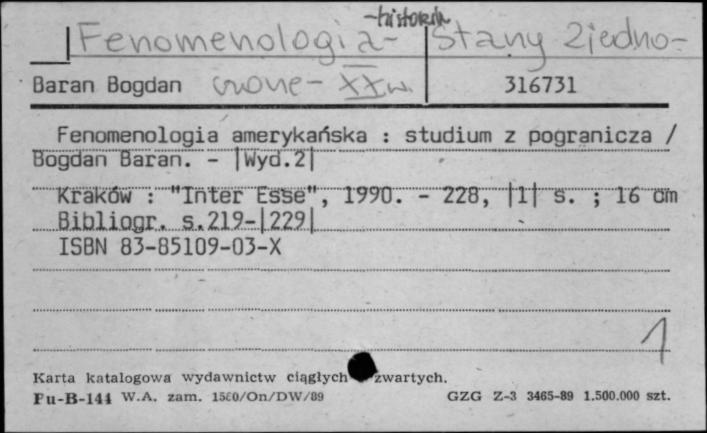 -historia
Fenomenologia- Stany Zjedno-
Baran Bogdan czone- XXw. 316731
Fenomenologia amerykańska : studium z pogranicza /
Bogdan Baran. - |Wyd.2|
Kraków : "Inter Esse", 1990. - 228, |1| s. ; 16 cm
Bibliogr. s.219-|229|
ISBN 83-85109-03-X
1
Karta katalogowa wydawnictw ciągłych zwartych.
Pu-B-144 W.A. zam. 1560/On/DW/89 GZG Z-3 3465-89 1.500.000 szt.